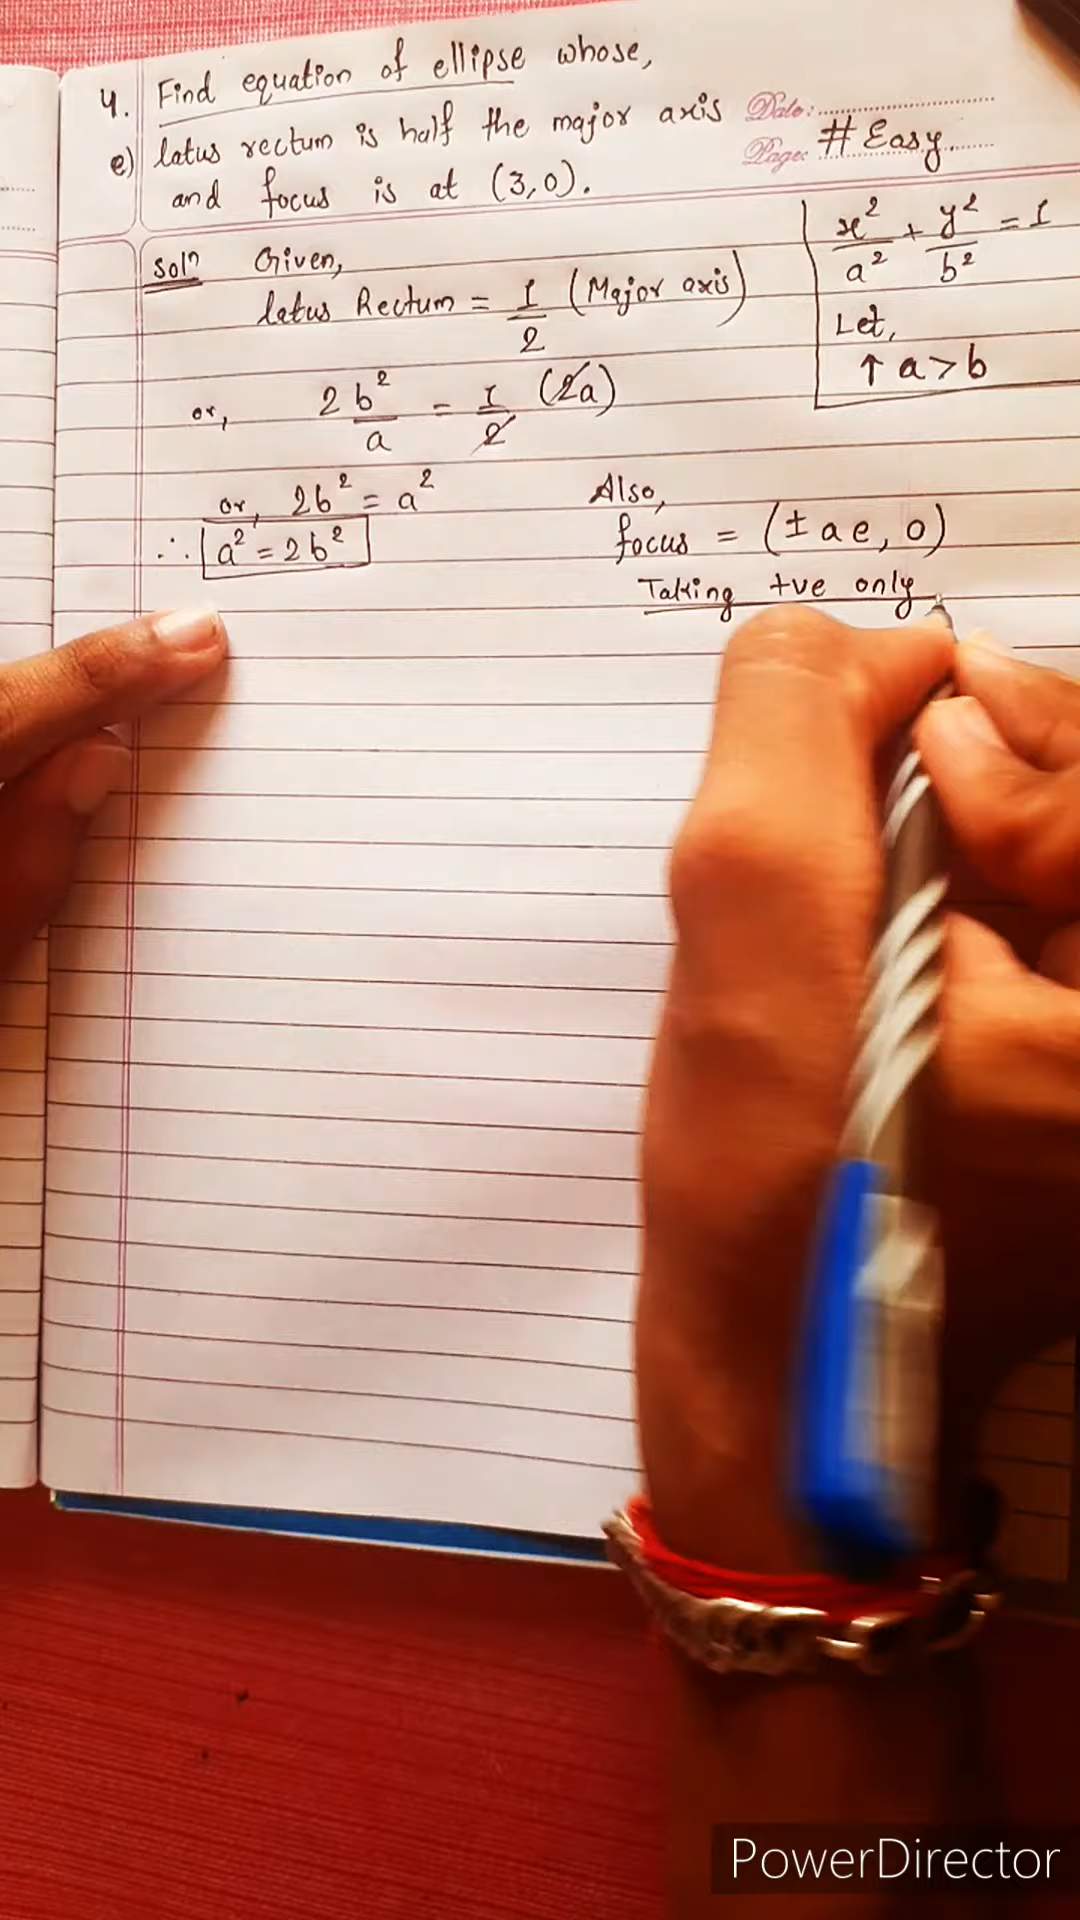 4. Find equation of ellipse whose,
e) latus rectum is half the major axis
and focus is at (3,0).
Date:
Page: # Easy
Solⁿ Given,
latus Rectum = 1/2 (Major axis)
x²/a² + y²/b² = 1
Let,
↑ a > b
or, 2b²/a = 1/2 (2a)
or, 2b² = a²
∴ a² = 2b²
Also,
focus = (± ae, 0)
Taking +ve only
PowerDirector